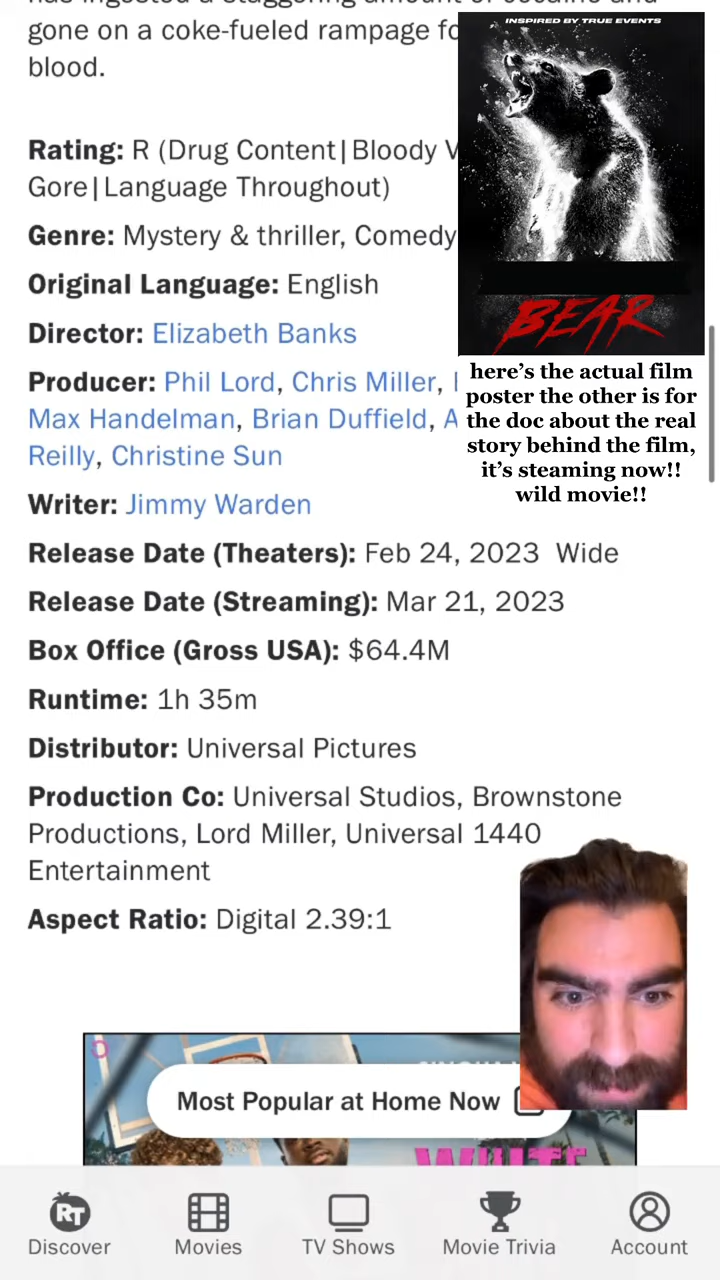 gone on a coke-fueled rampage fo
blood.
Rating: R (Drug Content|Bloody V
Gore|Language Throughout)
Genre: Mystery & thriller, Comedy
Original Language: English
Director: Elizabeth Banks
Producer: Phil Lord, Chris Miller,
Max Handelman, Brian Duffield, A
Reilly, Christine Sun
Writer: Jimmy Warden
Release Date (Theaters): Feb 24, 2023 Wide
Release Date (Streaming): Mar 21, 2023
Box Office (Gross USA): $64.4M
Runtime: 1h 35m
Distributor: Universal Pictures
Production Co: Universal Studios, Brownstone
Productions, Lord Miller, Universal 1440
Entertainment
Aspect Ratio: Digital 2.39:1
INSPIRED BY TRUE EVENTS
BEAR
here's the actual film
poster the other is for
the doc about the real
story behind the film,
it's steaming now!!
wild movie!!
Most Popular at Home Now
WHITE
RT
Discover
Movies
TV Shows
Movie Trivia
Account